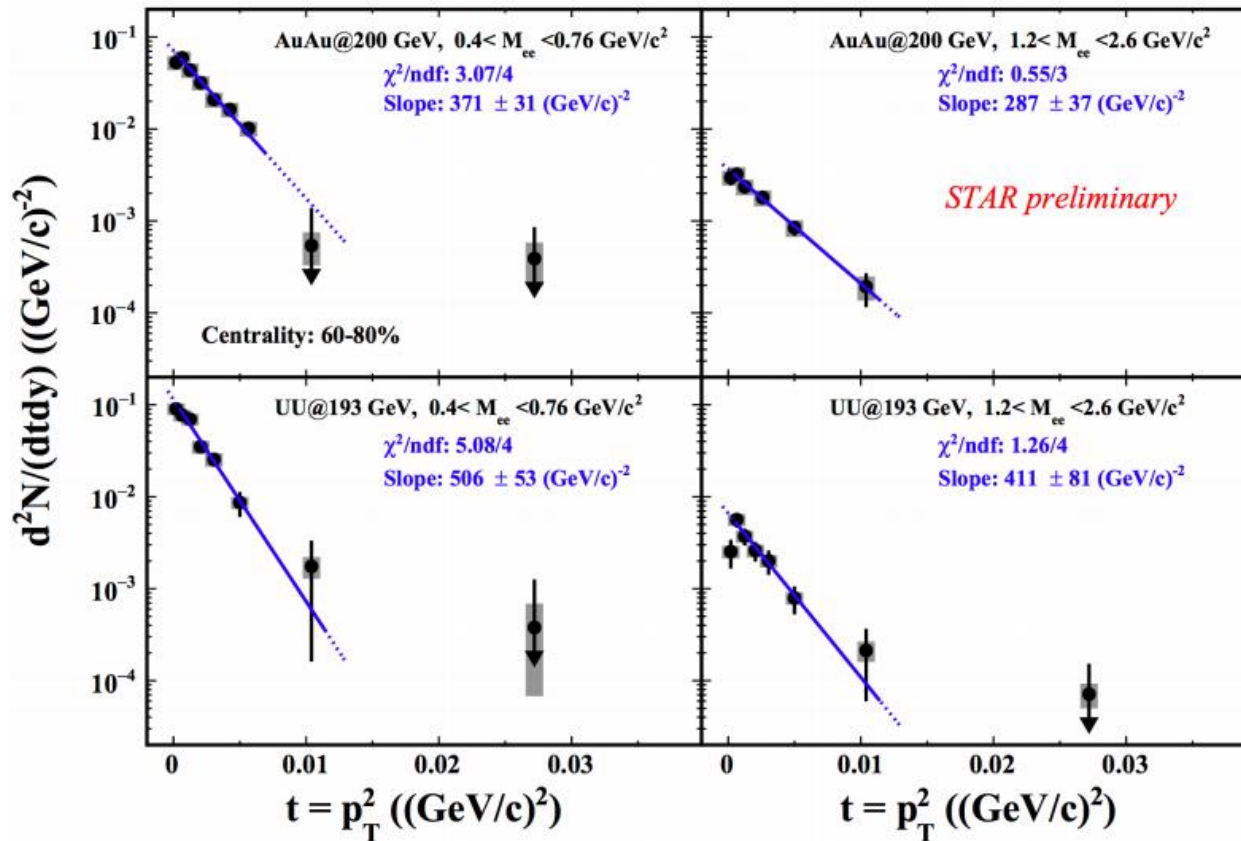 d²N/(dtdy) ((GeV/c)⁻²)
10⁻¹
10⁻²
10⁻³
10⁻⁴
AuAu@200 GeV, 0.4< M_ee <0.76 GeV/c²
χ²/ndf: 3.07/4
Slope: 371 ± 31 (GeV/c)⁻²
Centrality: 60-80%
AuAu@200 GeV, 1.2< M_ee <2.6 GeV/c²
χ²/ndf: 0.55/3
Slope: 287 ± 37 (GeV/c)⁻²
STAR preliminary
10⁻¹
10⁻²
10⁻³
10⁻⁴
UU@193 GeV, 0.4< M_ee <0.76 GeV/c²
χ²/ndf: 5.08/4
Slope: 506 ± 53 (GeV/c)⁻²
UU@193 GeV, 1.2< M_ee <2.6 GeV/c²
χ²/ndf: 1.26/4
Slope: 411 ± 81 (GeV/c)⁻²
0 0.01 0.02 0.03
0 0.01 0.02 0.03
t = p_T² ((GeV/c)²)
t = p_T² ((GeV/c)²)